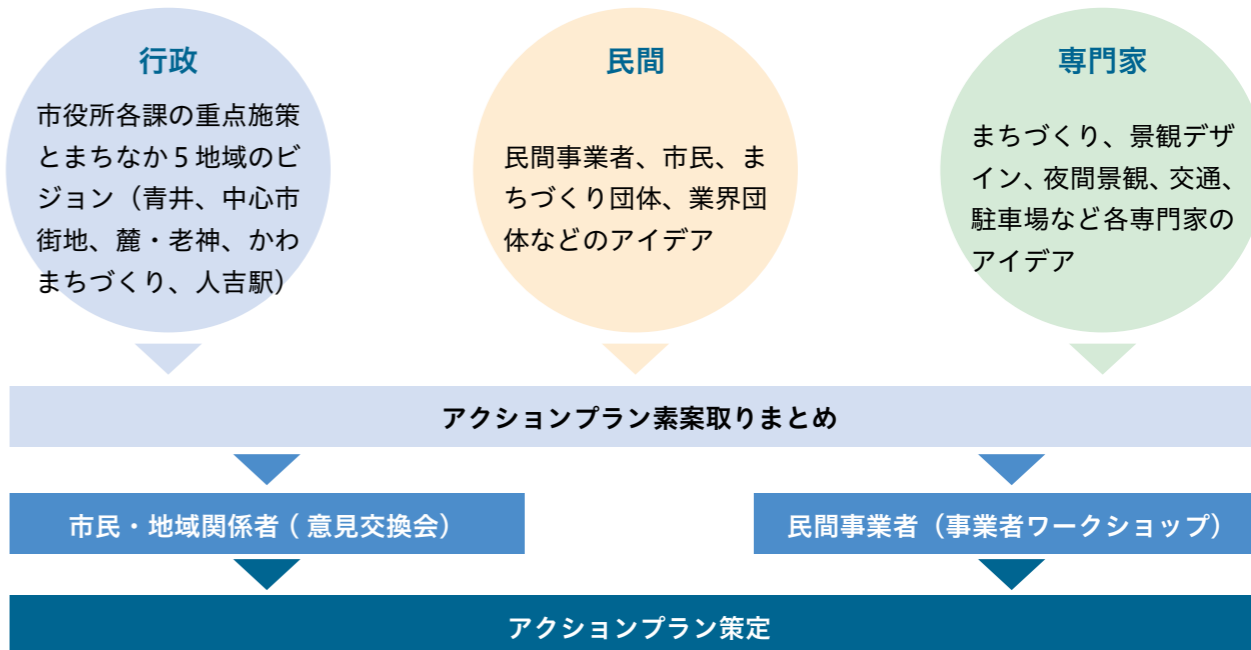 行政
市役所各課の重点施策
とまちなか5地域のビ
ジョン（青井、中心市
街地、麓・老神、かわ
まちづくり、人吉駅）
民間
民間事業者、市民、ま
ちづくり団体、業界団
体などのアイデア
専門家
まちづくり、景観デザ
イン、夜間景観、交通、
駐車場など各専門家の
アイデア
アクションプラン素案取りまとめ
市民・地域関係者 ( 意見交換会）
民間事業者（事業者ワークショップ）
アクションプラン策定